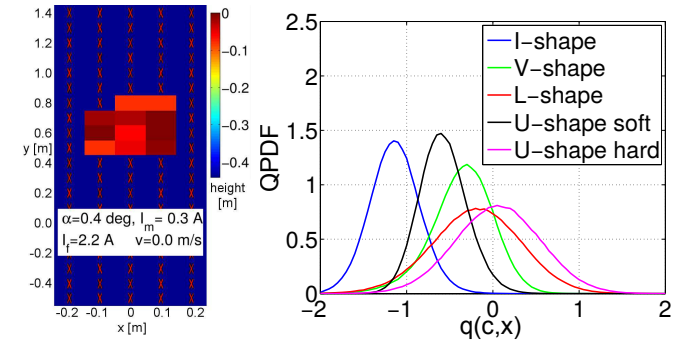 1.4
1.2
1.0
0.8
0.6
y [m]
0.4
0.2
0.0
-0.2
-0.4
α=0.4 deg, I_m= 0.3 A
I_f=2.2 A v=0.0 m/s
-0.2 -0.1 0 0.1 0.2
x [m]
0
−0.1
−0.2
−0.3
−0.4
height
[m]
2.5
2
1.5
1
0.5
0
QPDF
−2 −1 0 1 2
q(c,x)
I−shape
V−shape
L−shape
U−shape soft
U−shape hard